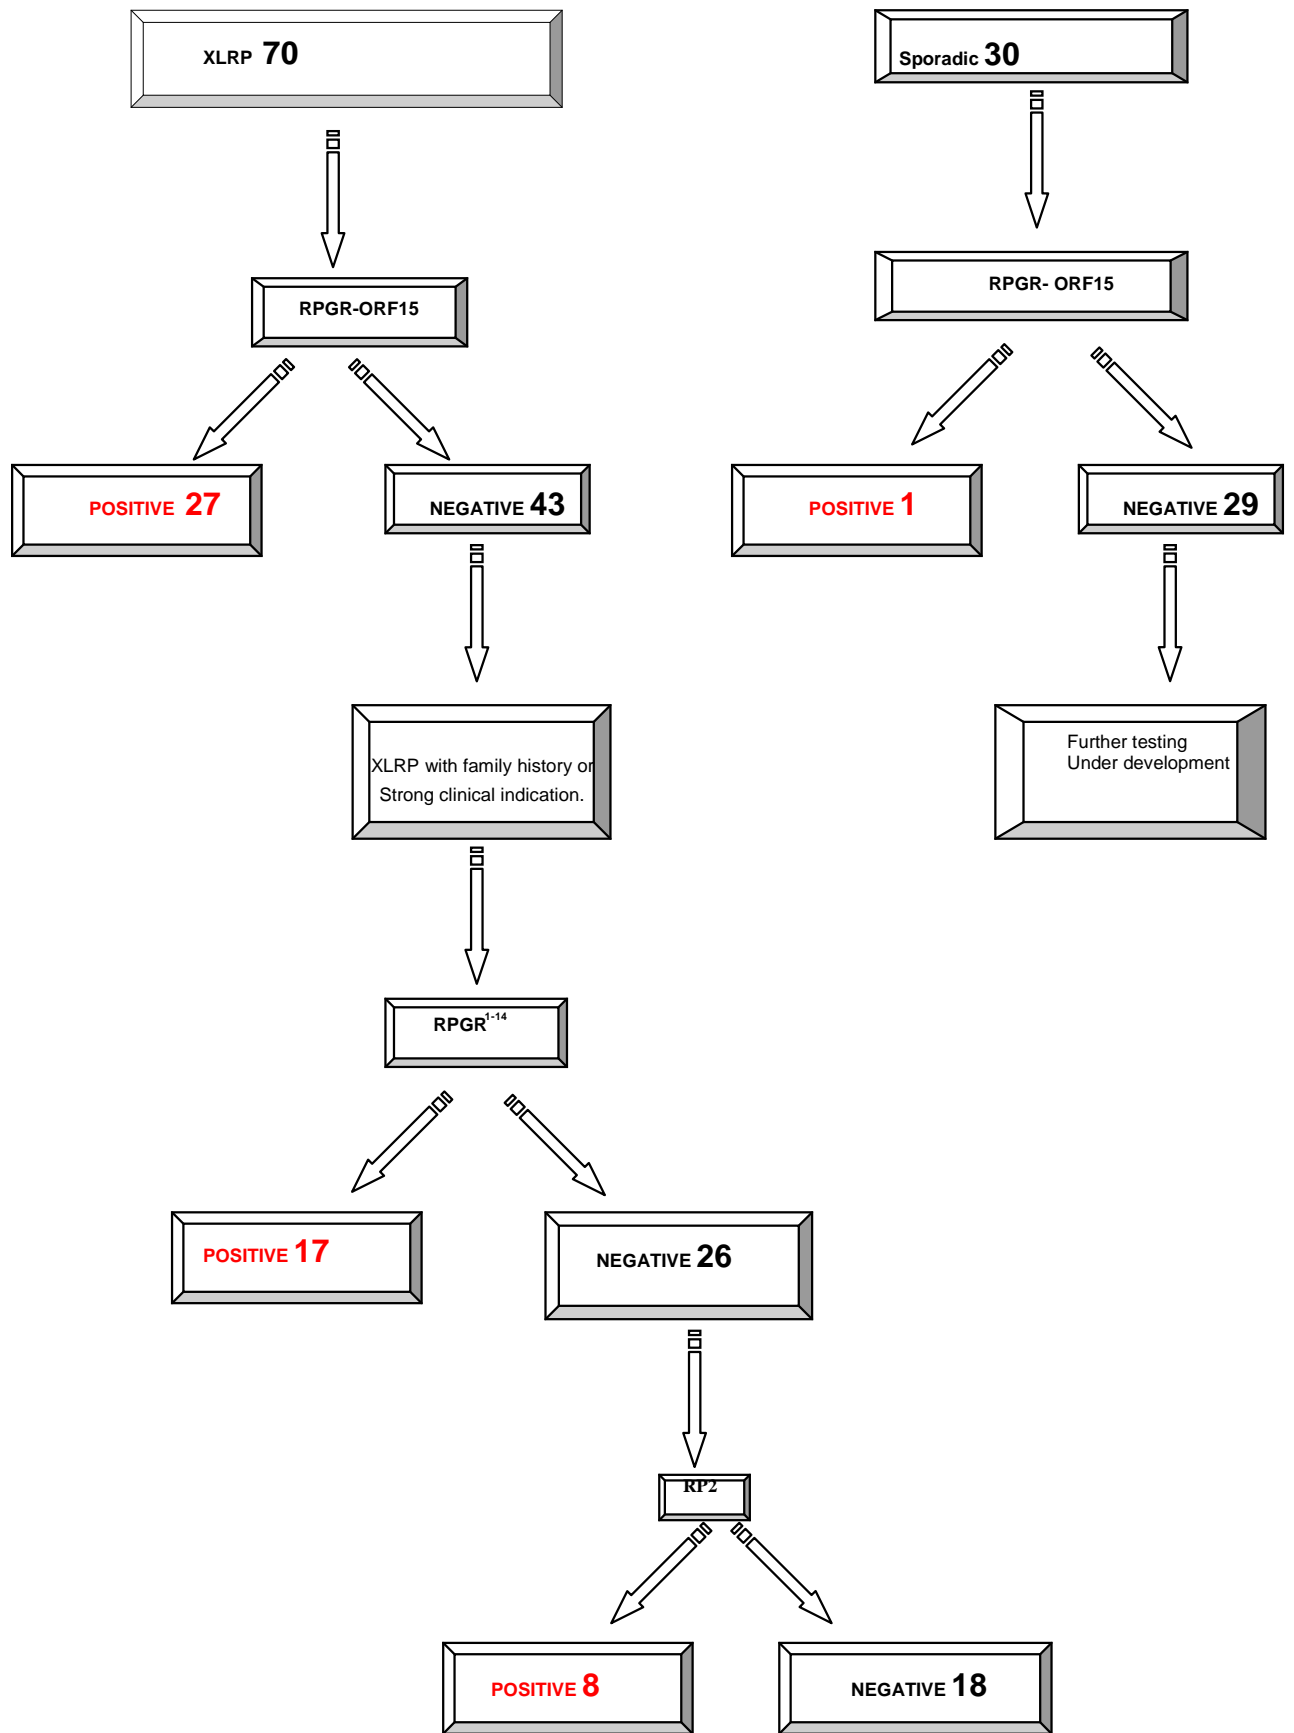 XLRP 70
Sporadic 30
RPGR-ORF15
RPGR- ORF15
POSITIVE 27
NEGATIVE 43
POSITIVE 1
NEGATIVE 29
XLRP with family history or
Strong clinical indication.
Further testing
Under development
RPGR1-14
POSITIVE 17
NEGATIVE 26
RP2
POSITIVE 8
NEGATIVE 18